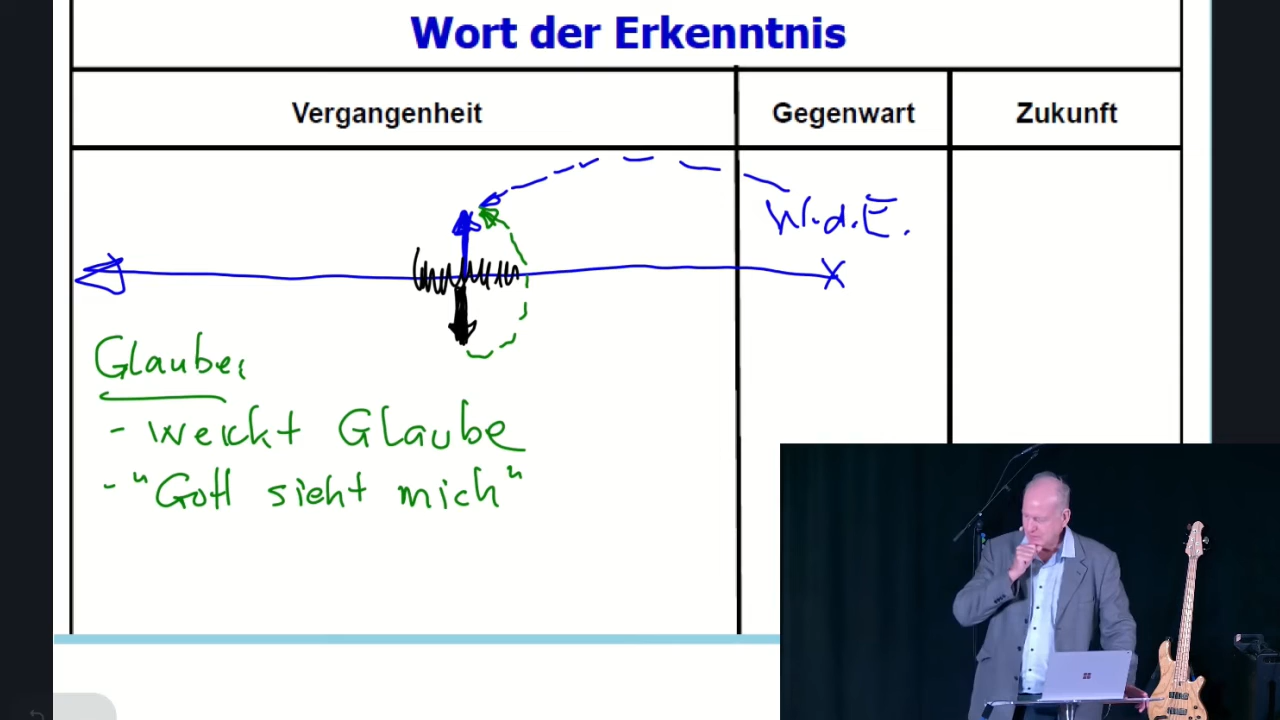 Wort der Erkenntnis
Vergangenheit
Gegenwart
Zukunft
W.d.E.
X
Glaube:
- weckt Glaube
- "Gott sieht mich"